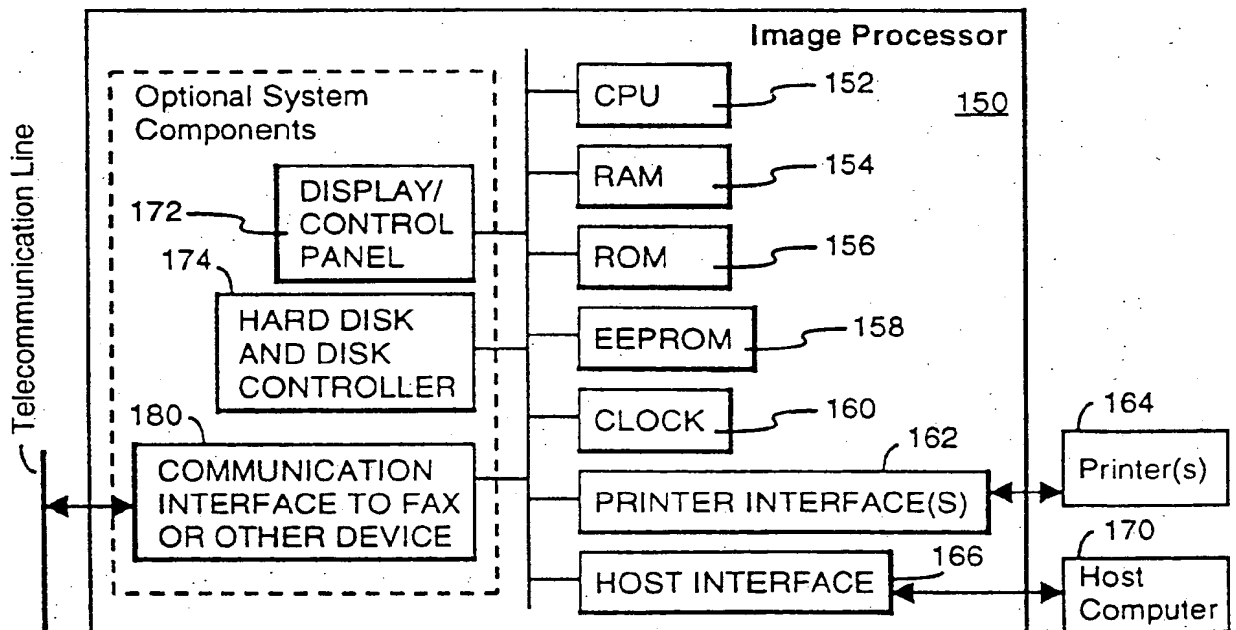 Image Processor
150
Optional System
Components
Telecommunication Line
CPU
152
RAM
154
DISPLAY/
CONTROL
PANEL
172
ROM
156
174
HARD DISK
AND DISK
CONTROLLER
EEPROM
158
CLOCK
160
180
COMMUNICATION
INTERFACE TO FAX
OR OTHER DEVICE
162
PRINTER INTERFACE(S)
164
Printer(s)
HOST INTERFACE
166
170
Host
Computer